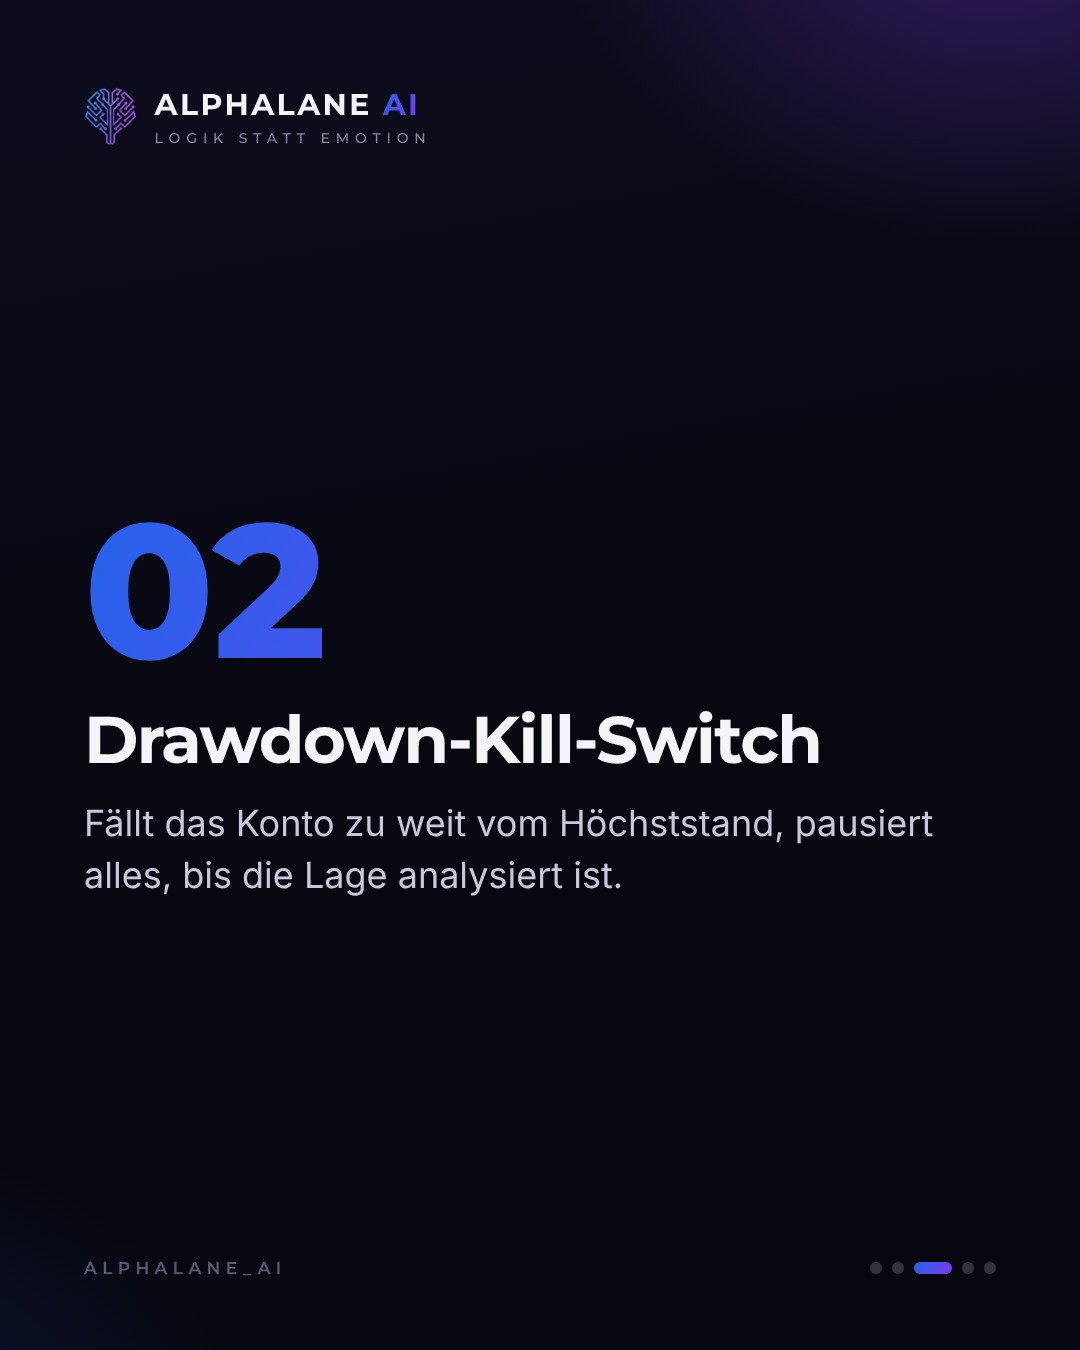 ALPHALANE AI
LOGIK STATT EMOTION
02
Drawdown-Kill-Switch
Fällt das Konto zu weit vom Höchststand, pausiert
alles, bis die Lage analysiert ist.
ALPHALANE_AI